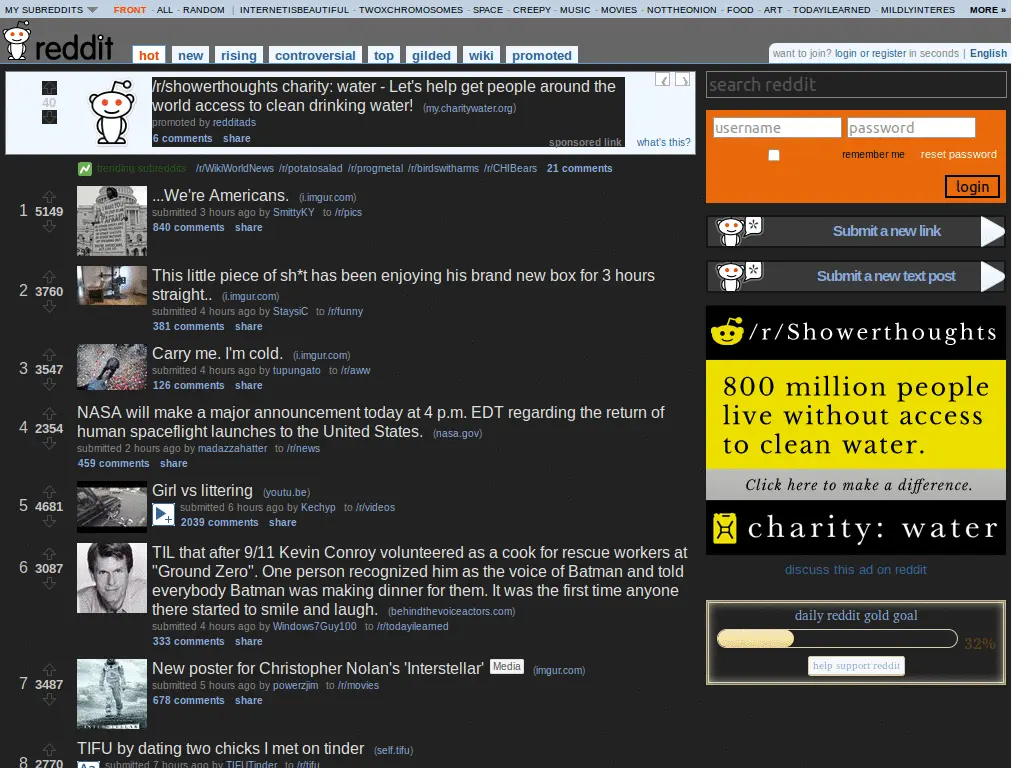 MY SUBREDDITS FRONT - ALL - RANDOM | INTERNETISBEAUTIFUL - TWOXCHROMOSOMES - SPACE - CREEPY - MUSIC - MOVIES - NOTTHEONION - FOOD - ART - TODAYILEARNED - MILDLYINTERES MORE »
reddit hot new rising controversial top gilded wiki promoted
want to join? login or register in seconds | English
/r/showerthoughts charity: water - Let's help get people around the
world access to clean drinking water! (my.charitywater.org)
40
promoted by redditads
6 comments share
sponsored link what's this?
trending subreddits /r/WikiWorldNews /r/potatosalad /r/progmetal /r/birdswitharms /r/CHIBears 21 comments
1 5149
...We're Americans. (i.imgur.com)
submitted 3 hours ago by SmittyKY to /r/pics
840 comments share
2 3760
This little piece of sh*t has been enjoying his brand new box for 3 hours
straight.. (i.imgur.com)
submitted 4 hours ago by StaysiC to /r/funny
381 comments share
3 3547
Carry me. I'm cold. (i.imgur.com)
submitted 4 hours ago by tupungato to /r/aww
126 comments share
4 2354
NASA will make a major announcement today at 4 p.m. EDT regarding the return of
human spaceflight launches to the United States. (nasa.gov)
submitted 2 hours ago by madazzahatter to /r/news
459 comments share
5 4681
Girl vs littering (youtu.be)
submitted 6 hours ago by Kechyp to /r/videos
2039 comments share
6 3087
TIL that after 9/11 Kevin Conroy volunteered as a cook for rescue workers at
"Ground Zero". One person recognized him as the voice of Batman and told
everybody Batman was making dinner for them. It was the first time anyone
there started to smile and laugh. (behindthevoiceactors.com)
submitted 4 hours ago by Windows7Guy100 to /r/todayilearned
333 comments share
7 3487
New poster for Christopher Nolan's 'Interstellar' Media (imgur.com)
submitted 5 hours ago by powerzjim to /r/movies
678 comments share
8 2770
TIFU by dating two chicks I met on tinder (self.tifu)
Aa submitted 7 hours ago by TIFUTinder to /r/tifu
search reddit
username password
remember me reset password
login
Submit a new link
Submit a new text post
/r/Showerthoughts
800 million people
live without access
to clean water.
Click here to make a difference.
charity: water
discuss this ad on reddit
daily reddit gold goal
32%
help support reddit